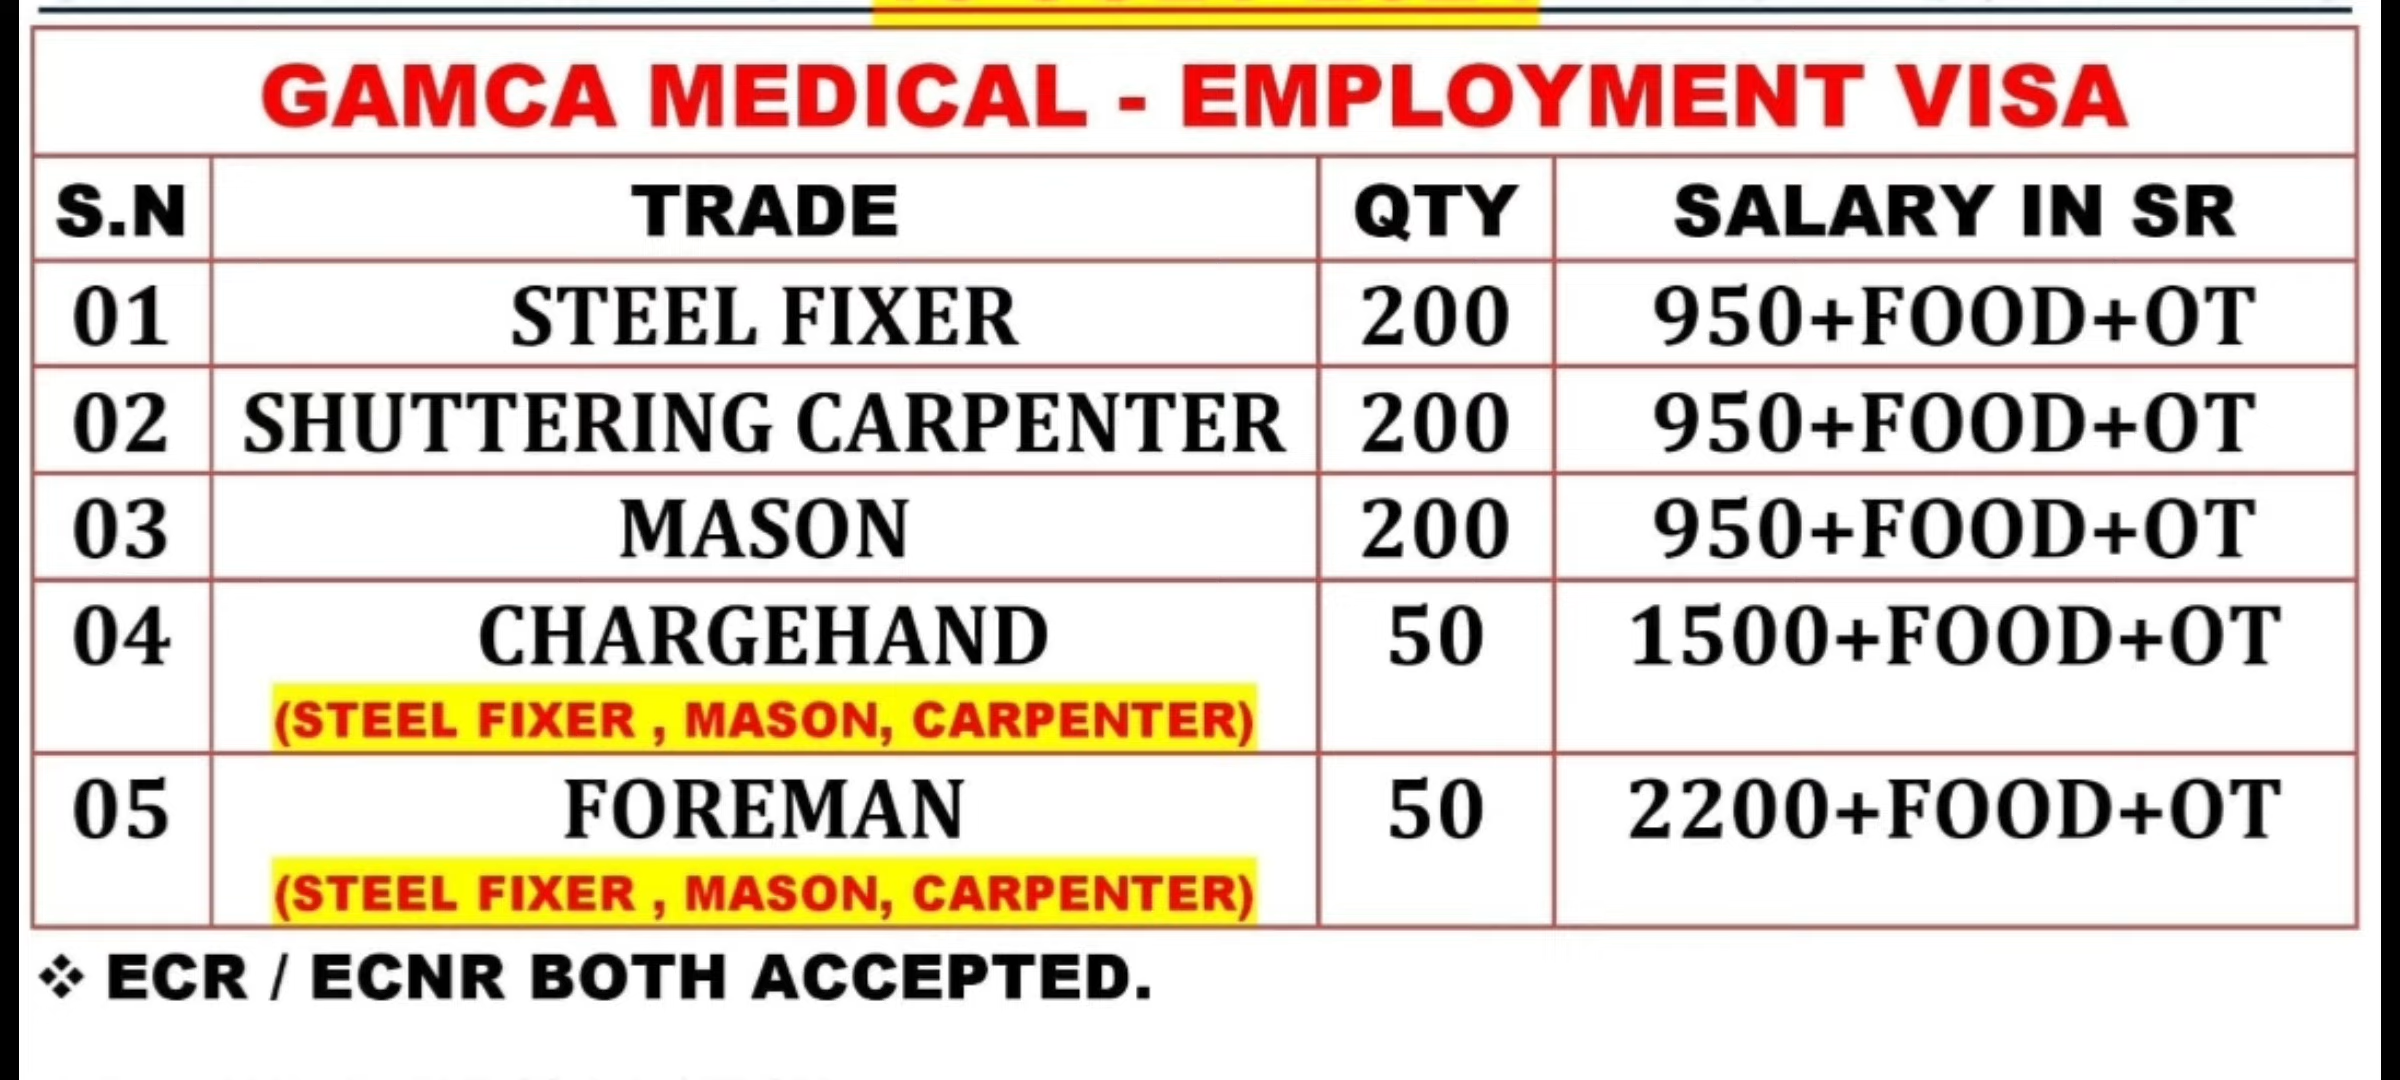 GAMCA MEDICAL - EMPLOYMENT VISA
S.N TRADE QTY SALARY IN SR
01 STEEL FIXER 200 950+FOOD+OT
02 SHUTTERING CARPENTER 200 950+FOOD+OT
03 MASON 200 950+FOOD+OT
04 CHARGEHAND 50 1500+FOOD+OT
(STEEL FIXER , MASON, CARPENTER)
05 FOREMAN 50 2200+FOOD+OT
(STEEL FIXER , MASON, CARPENTER)
❖ ECR / ECNR BOTH ACCEPTED.